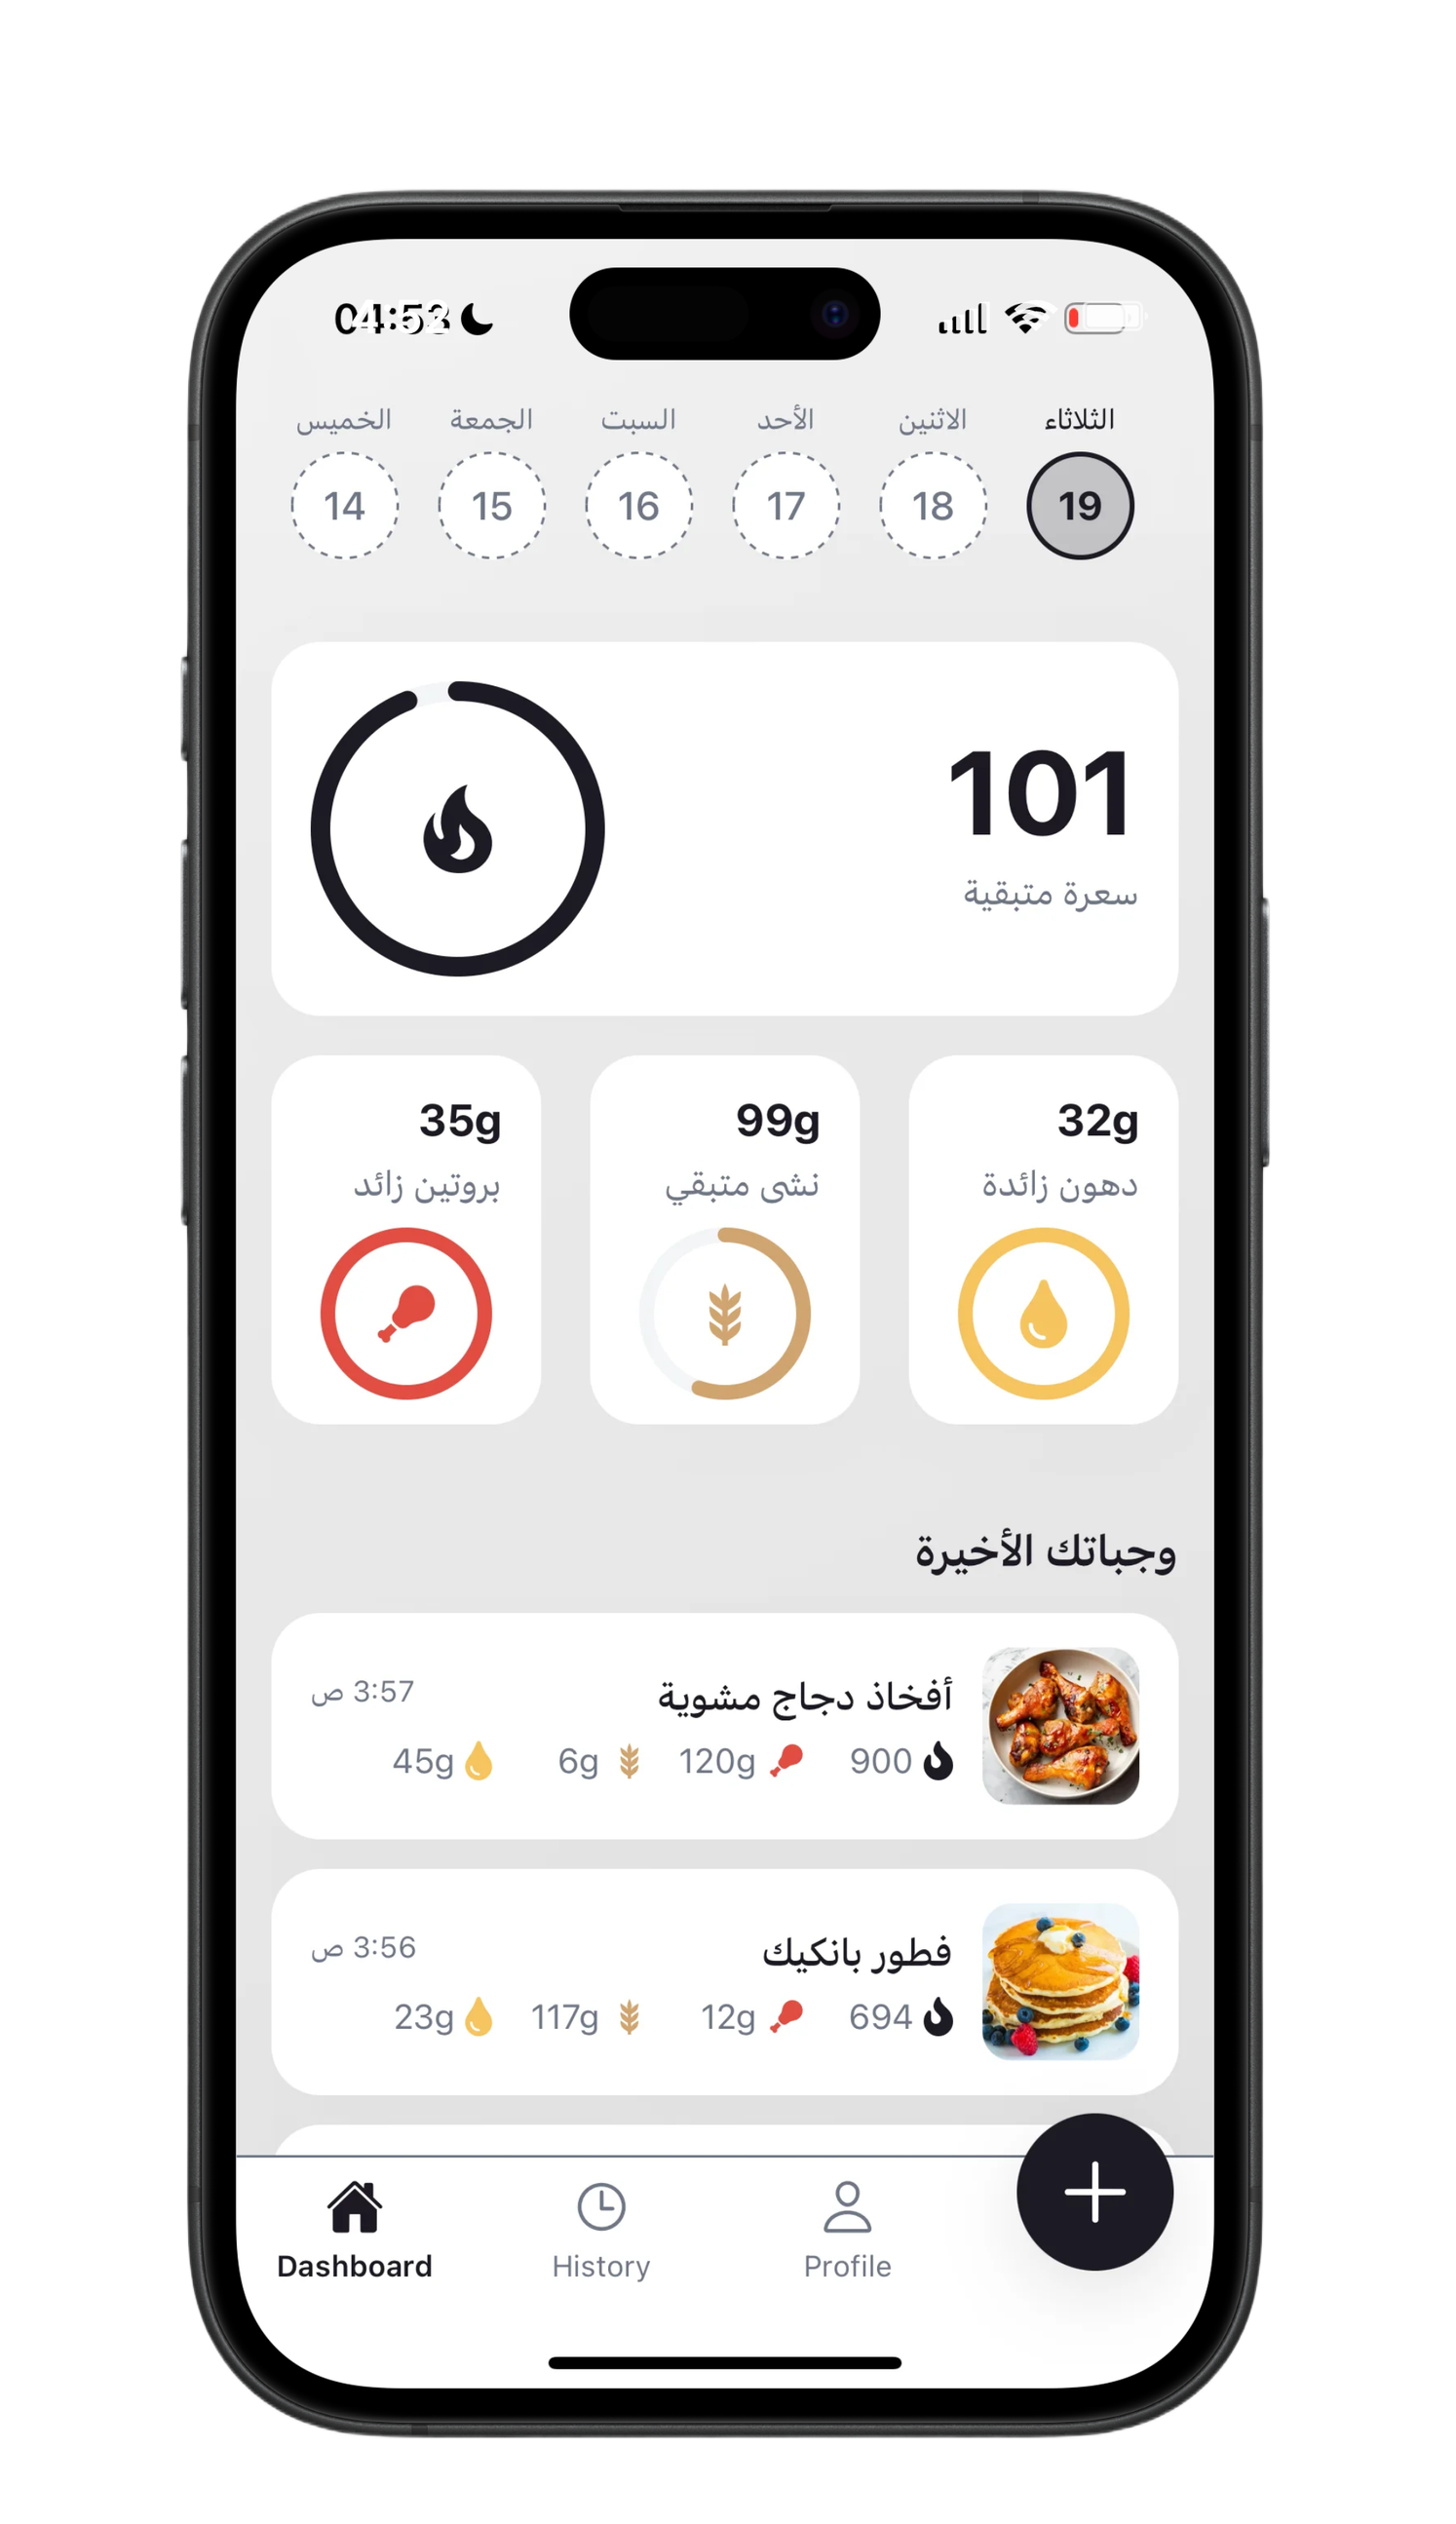 الثلاثاء الاثنين الأحد السبت الجمعة الخميس
19 18 17 16 15 14
101
سعرة متبقية
32g 99g 35g
دهون زائدة نشى متبقي بروتين زائد
وجباتك الأخيرة
أفخاذ دجاج مشوية 3:57 ص
900 120g 6g 45g
فطور بانكيك 3:56 ص
694 12g 117g 23g
Dashboard History Profile